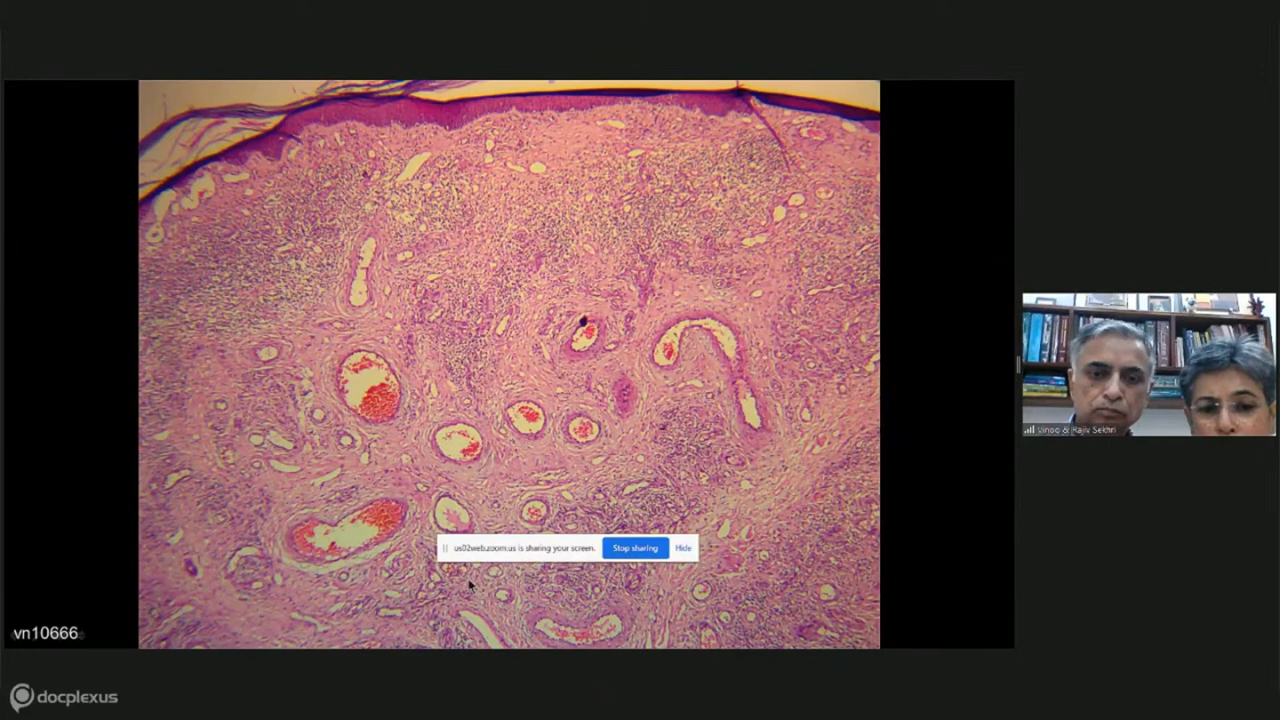 us02web.zoom.us is sharing your screen.
Stop sharing
Hide
Vinod & Rajiv Sekhri
vn10666
docplexus